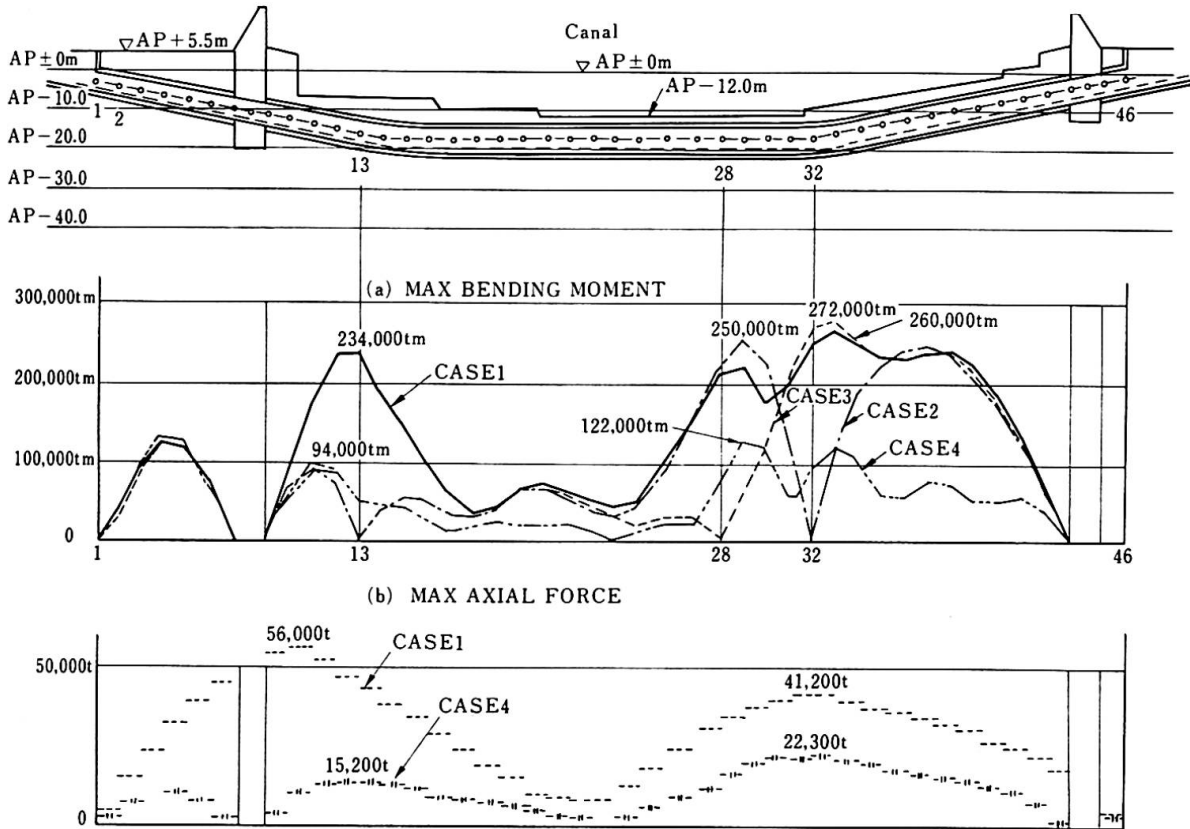 Canal
AP+5.5m
AP±0m
AP±0m
AP-10.0
AP-12.0m
1 2
46
AP-20.0
13 28 32
AP-30.0
AP-40.0
(a) MAX BENDING MOMENT
300,000tm
272,000tm
250,000tm
260,000tm
234,000tm
CASE1
200,000tm
CASE3
CASE2
122,000tm
94,000tm
CASE4
100,000tm
0
1 13 28 32 46
(b) MAX AXIAL FORCE
56,000t
CASE1
50,000t
41,200t
CASE4
22,300t
15,200t
0